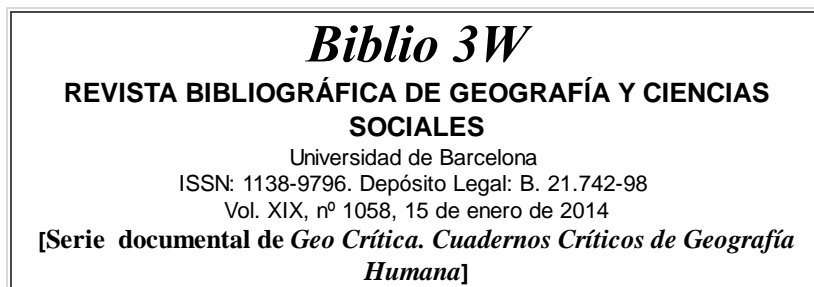 Biblio 3W
REVISTA BIBLIOGRÁFICA DE GEOGRAFÍA Y CIENCIAS
SOCIALES
Universidad de Barcelona
ISSN: 1138-9796. Depósito Legal: B. 21.742-98
Vol. XIX, nº 1058, 15 de enero de 2014
[Serie documental de Geo Crítica. Cuadernos Críticos de Geografía
Humana]